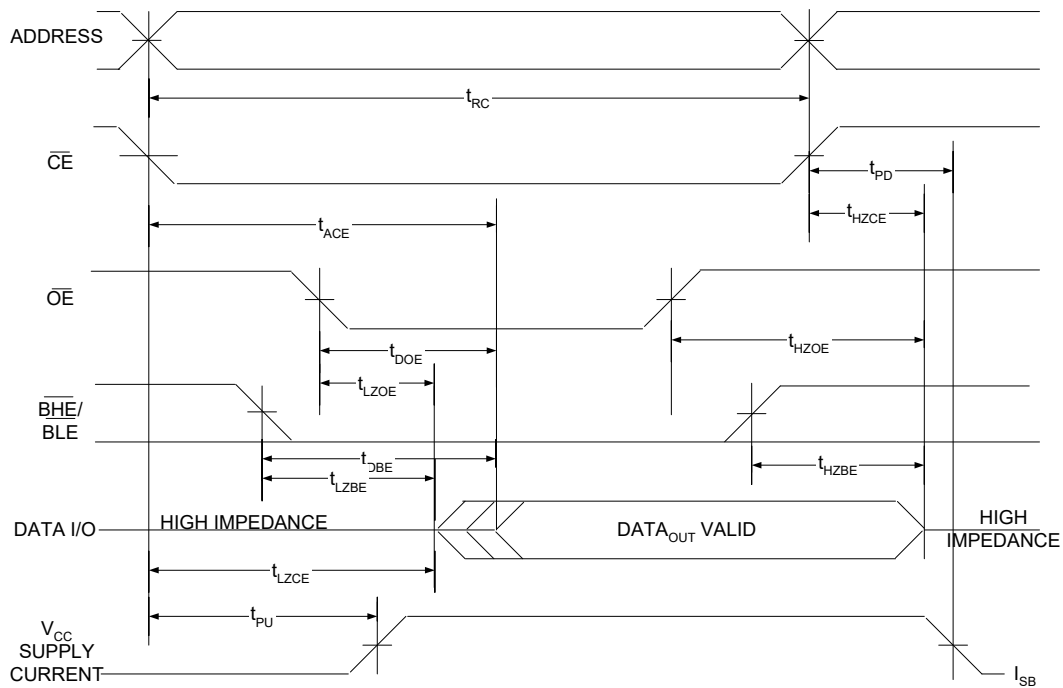 ADDRESS
tRC
CE
tPD
tHZCE
tACE
OE
tDOE
tHZOE
tLZOE
BHE/
BLE
tDBE
tHZBE
tLZBE
DATA I/O
HIGH IMPEDANCE
DATAOUT VALID
HIGH
IMPEDANCE
tLZCE
tPU
VCC
SUPPLY
CURRENT
ISB